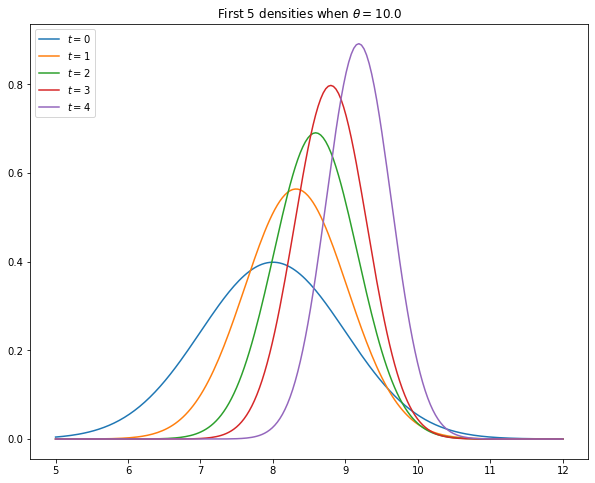 First 5 densities when θ = 10.0
t = 0
t = 1
t = 2
t = 3
t = 4
0.8
0.6
0.4
0.2
0.0
5 6 7 8 9 10 11 12